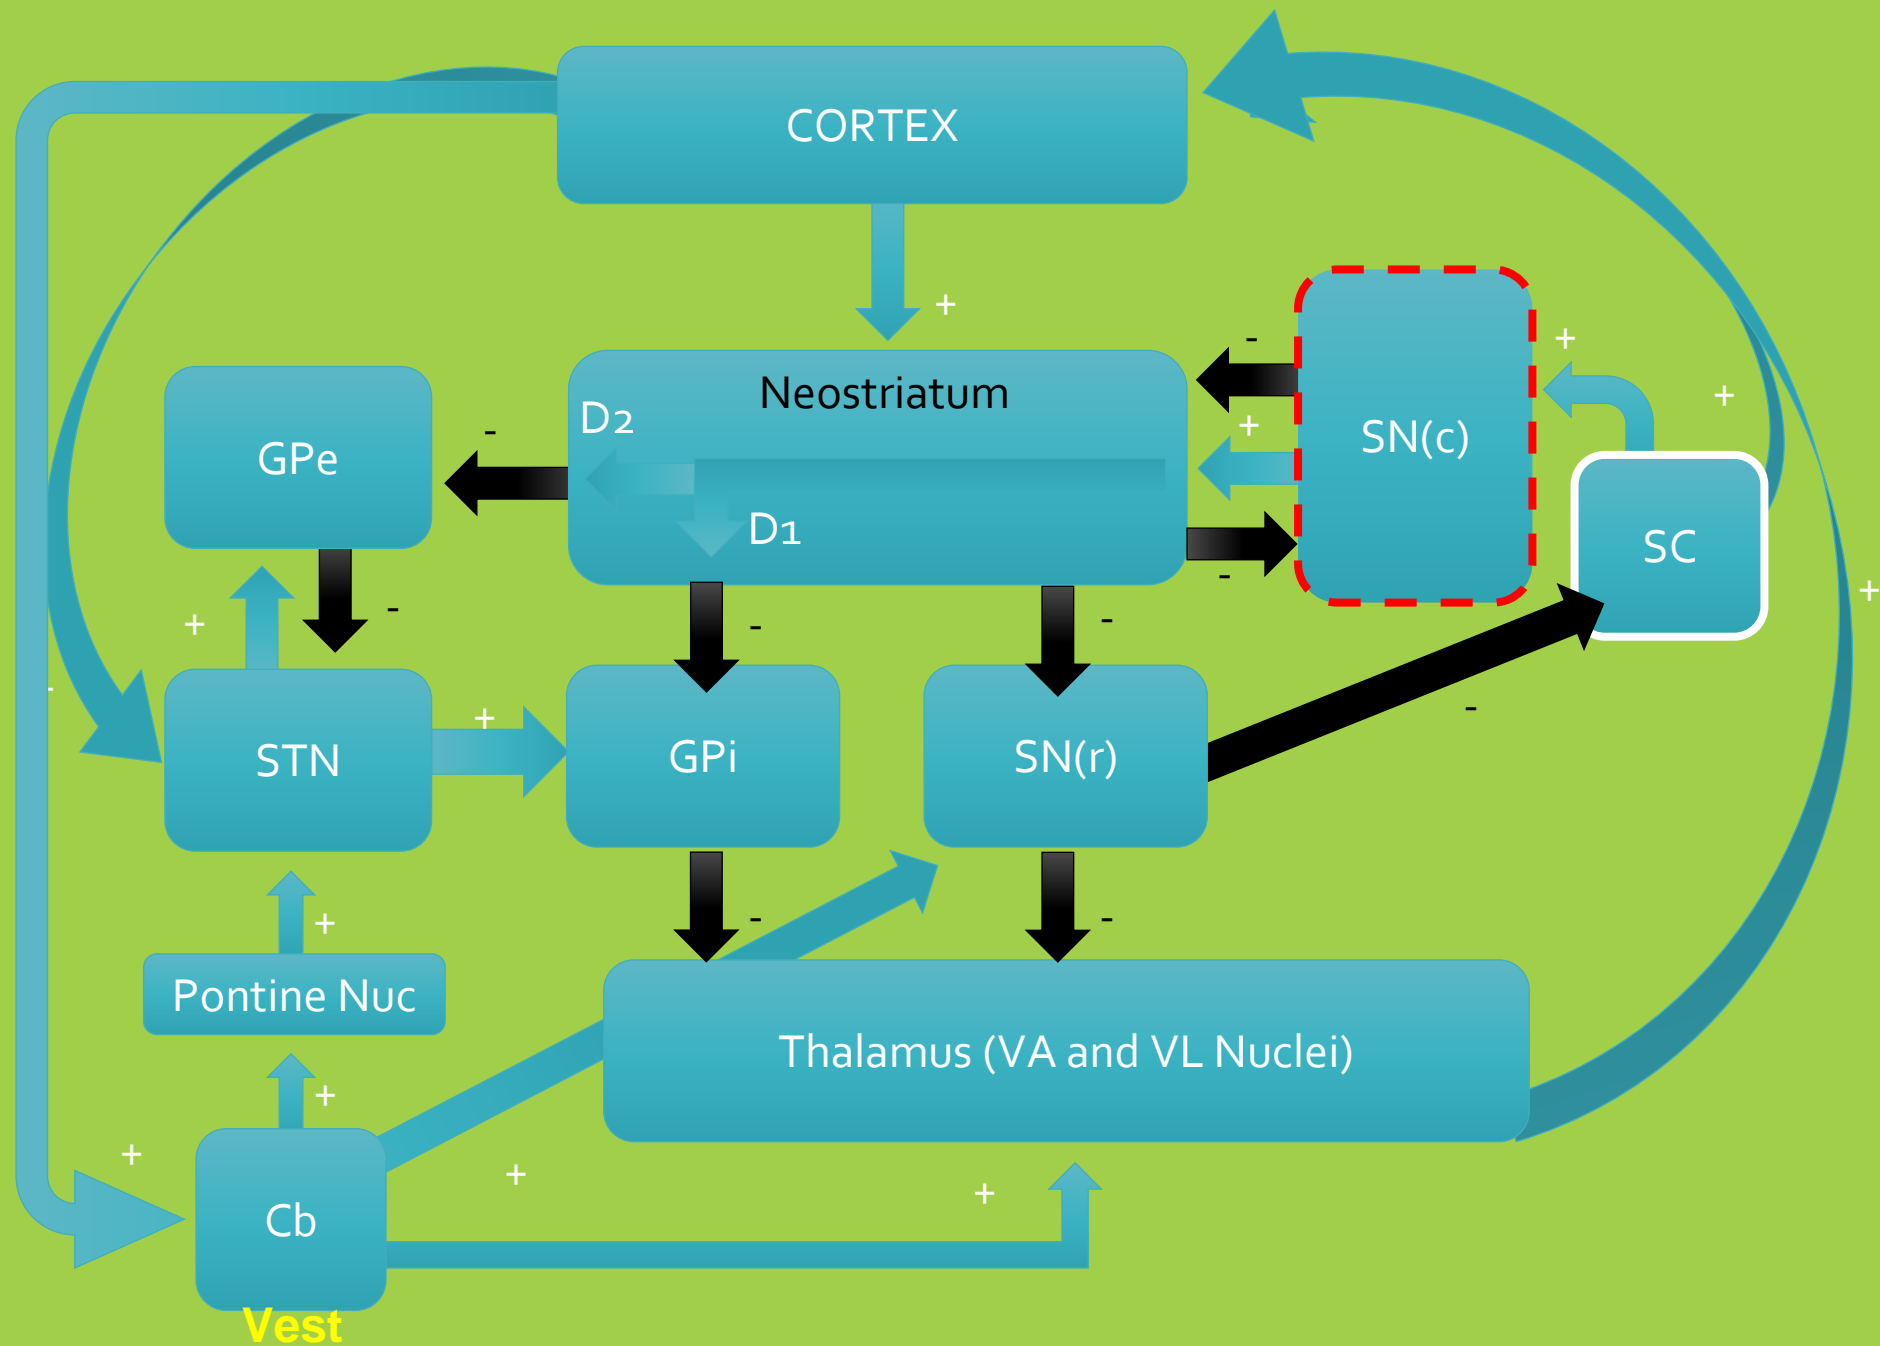 CORTEX
+
-
+
+
+
Neostriatum
D2
-
+
SN(c)
GPe
D1
SC
-
+
-
-
-
+
-
+
-
STN
GPi
SN(r)
-
-
+
Pontine Nuc
Thalamus (VA and VL Nuclei)
+
+
+
+
Cb
Vest